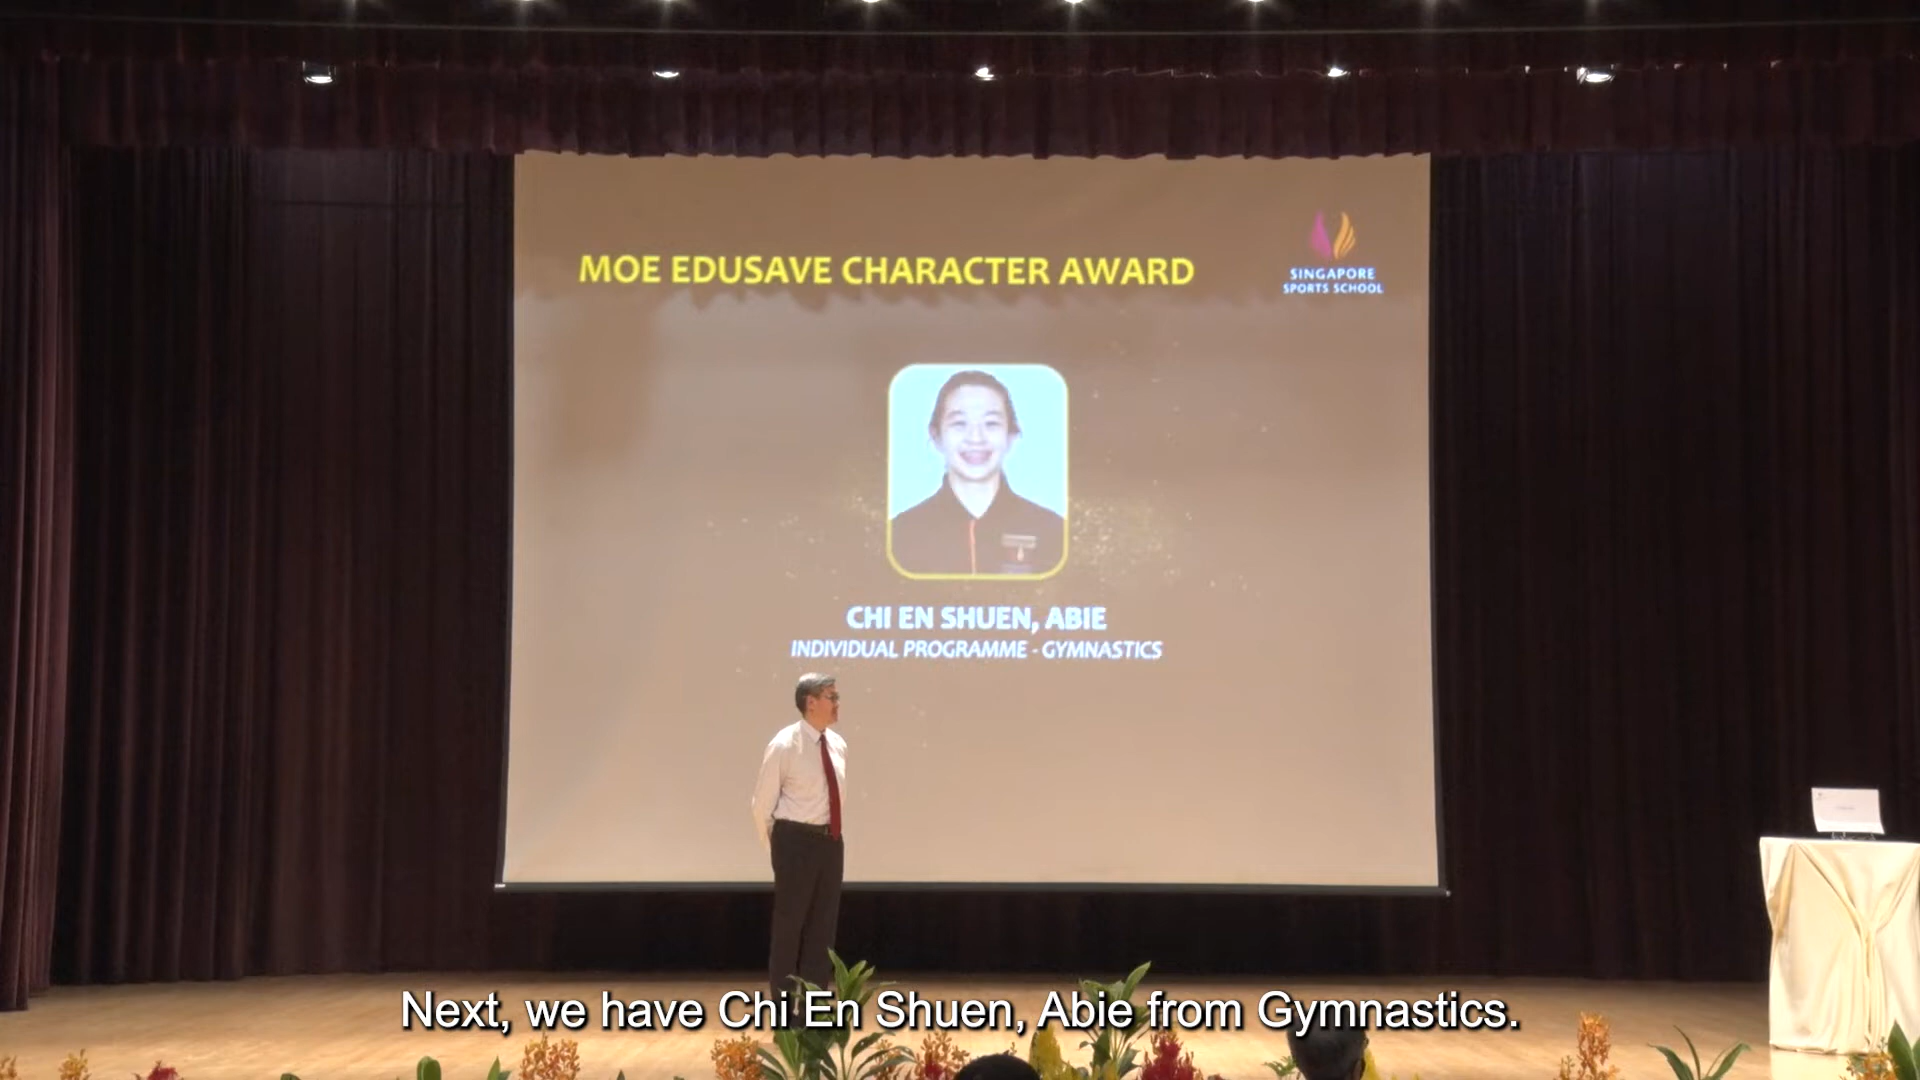 MOE EDUSAVE CHARACTER AWARD
SINGAPORE
SPORTS SCHOOL
CHI EN SHUEN, ABIE
INDIVIDUAL PROGRAMME - GYMNASTICS
Next, we have Chi En Shuen, Abie from Gymnastics.